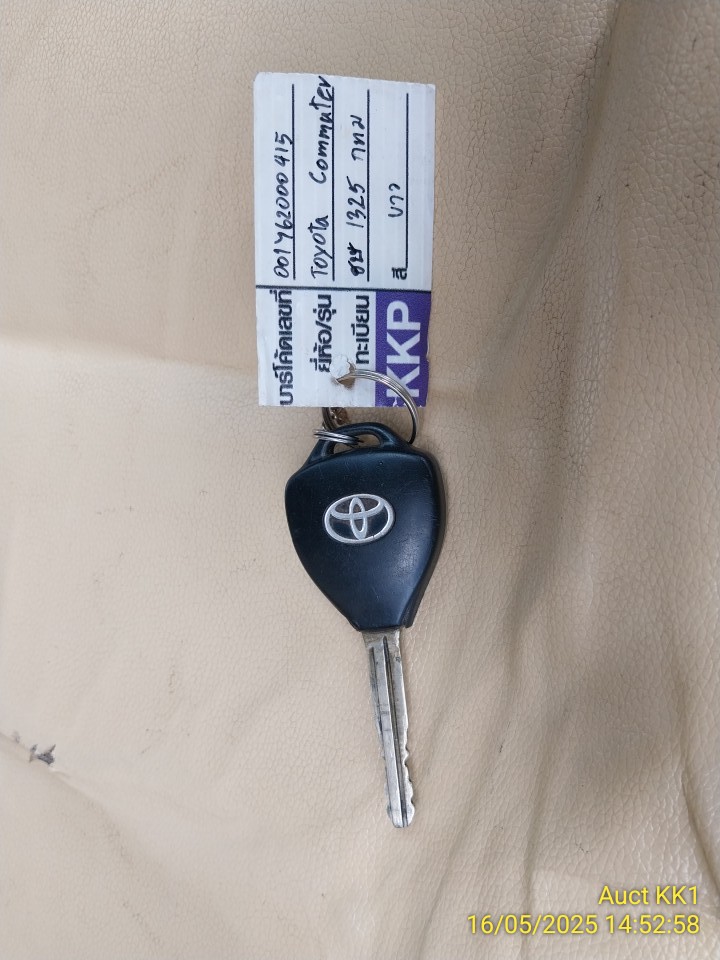 บาร์โค้ดเลขที่ 001762000415
ยี่ห้อ/รุ่น Toyota Commuter
ทะเบียน 1325 กทม
KKP สี ขาว
Auct KK1
16/05/2025 14:52:58